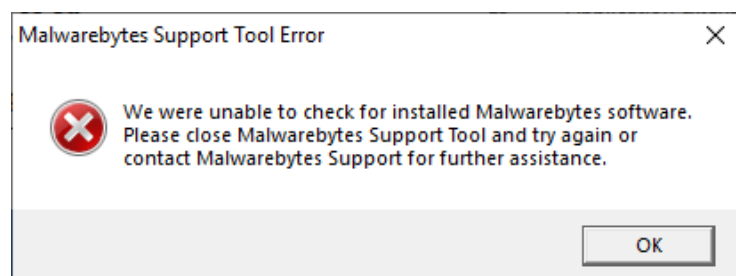 Malwarebytes Support Tool Error
We were unable to check for installed Malwarebytes software.
Please close Malwarebytes Support Tool and try again or
contact Malwarebytes Support for further assistance.
OK